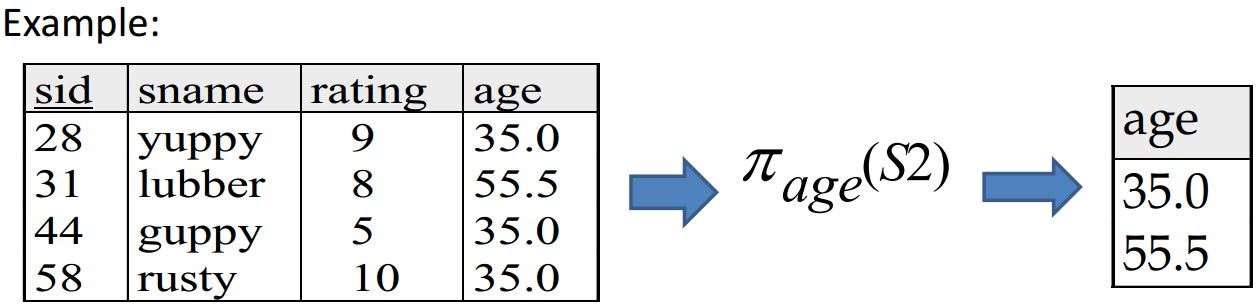 Example:
sid sname rating age
28 yuppy 9 35.0
31 lubber 8 55.5
44 guppy 5 35.0
58 rusty 10 35.0
π age(S2)
age
35.0
55.5